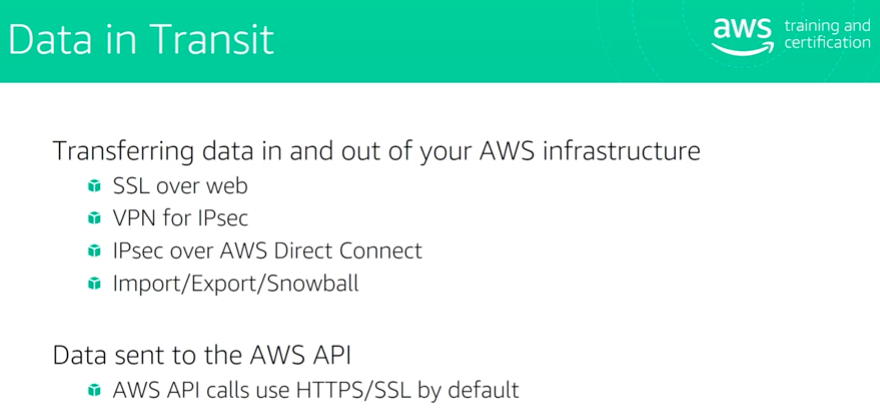 Data in Transit
aws training and
certification
Transferring data in and out of your AWS infrastructure
SSL over web
VPN for IPsec
IPsec over AWS Direct Connect
Import/Export/Snowball
Data sent to the AWS API
AWS API calls use HTTPS/SSL by default